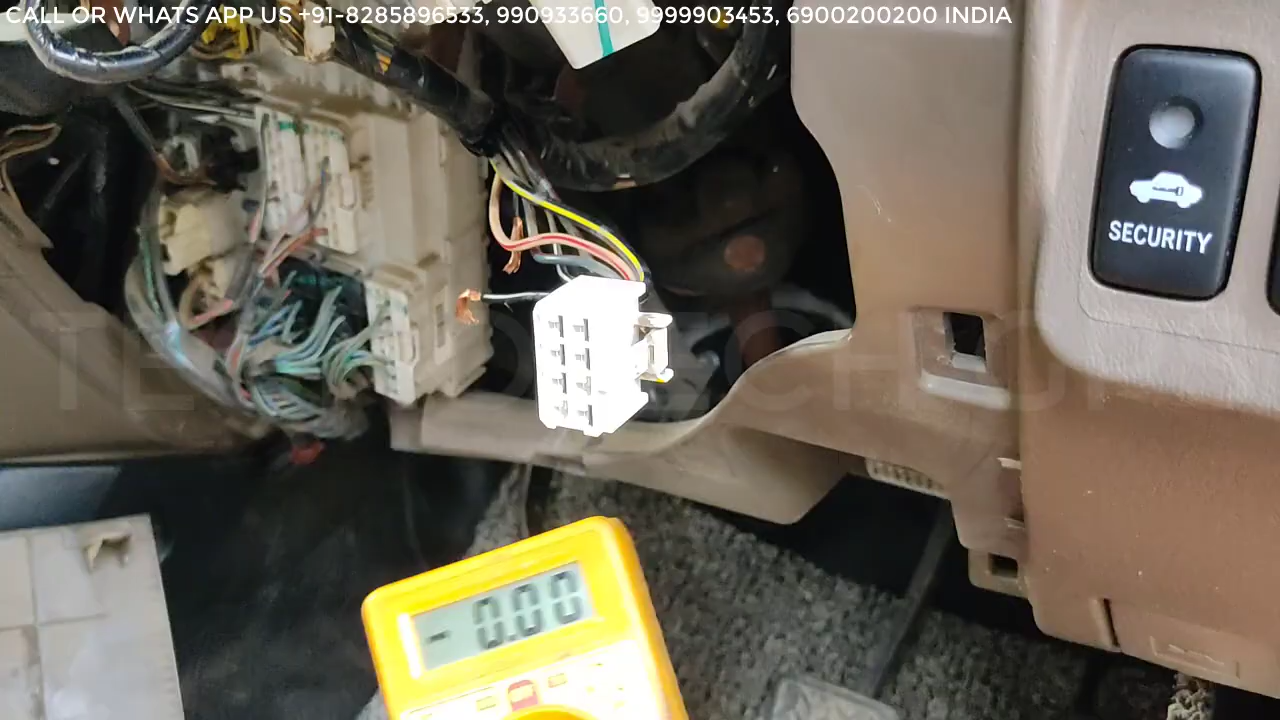 CALL OR WHATS APP US +91-8285896533, 990933660, 9999903453, 6900200200 INDIA
SECURITY
- 0.00